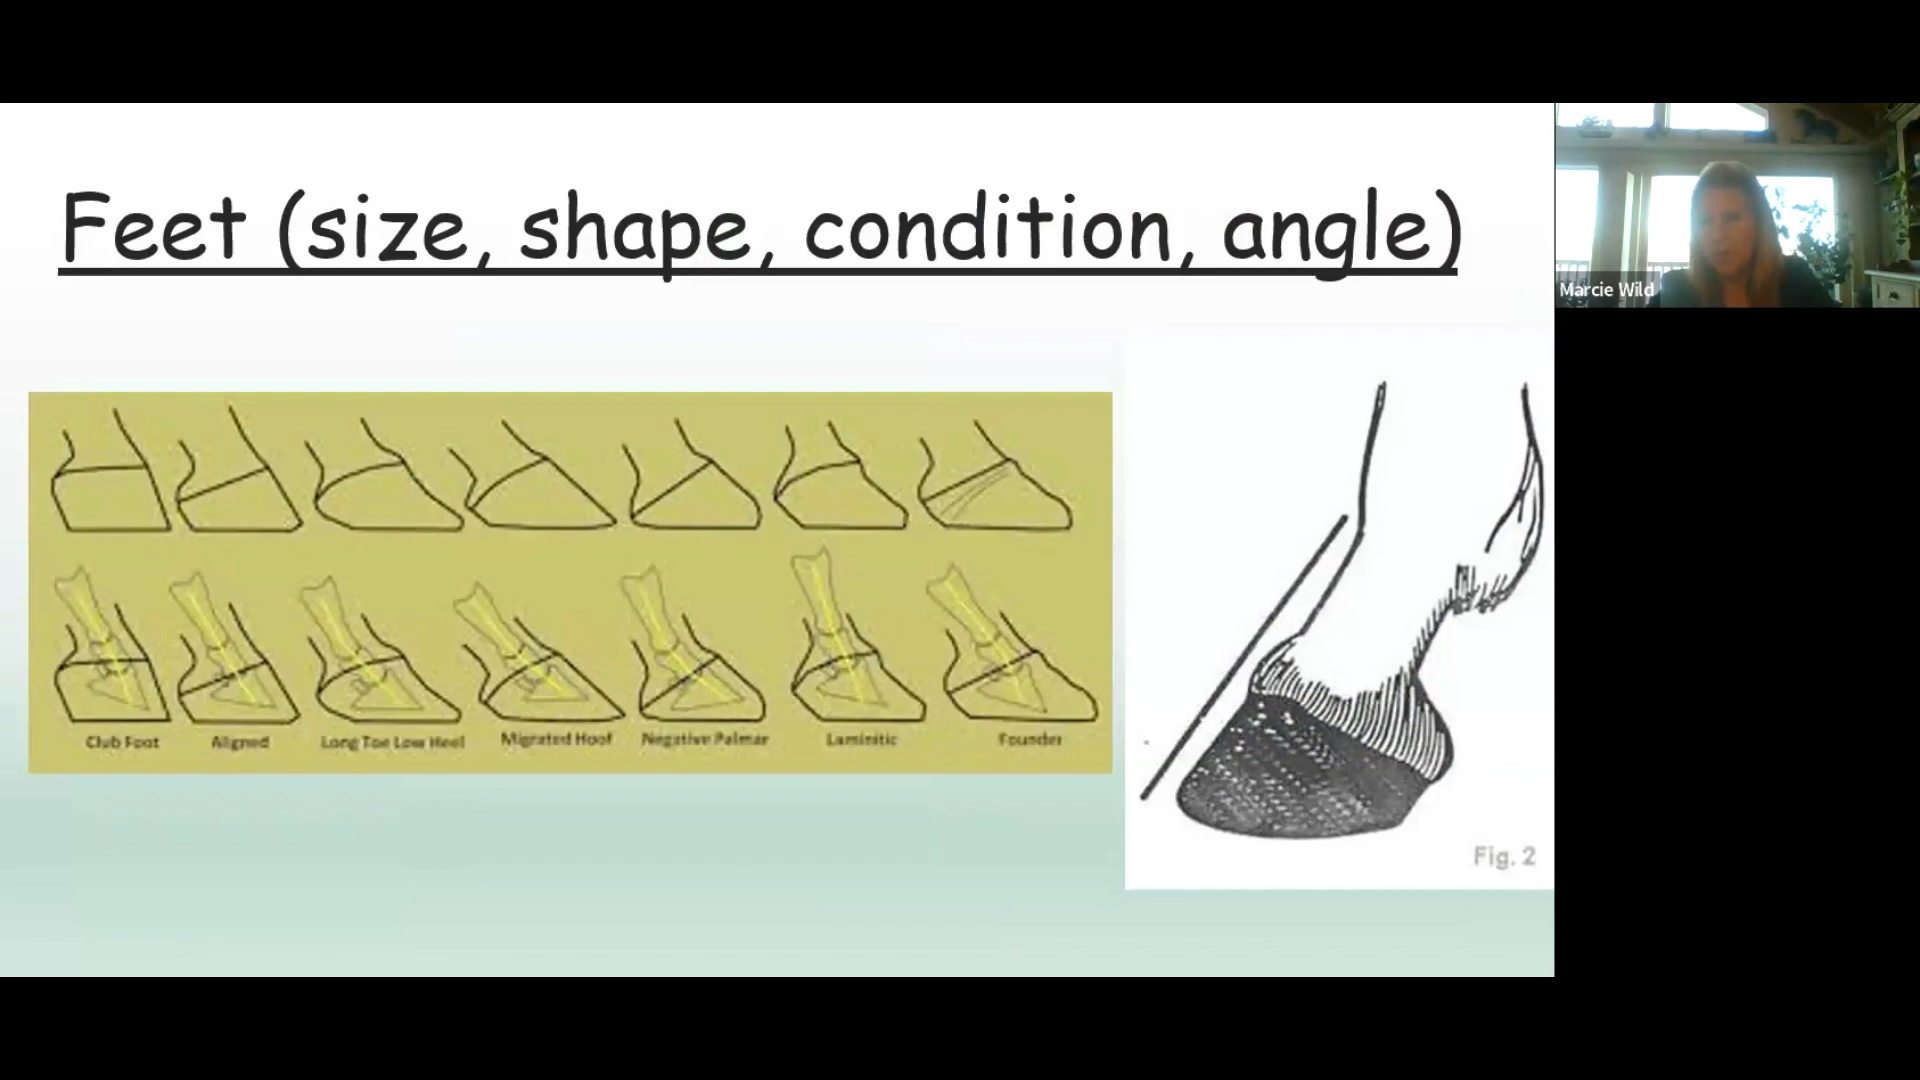 Feet (size, shape, condition, angle)
Marcie Wild
Club Foot
Aligned
Long Toe Low Heel
Migrated Hoof
Negative Palmar
Laminitic
Founder
Fig. 2